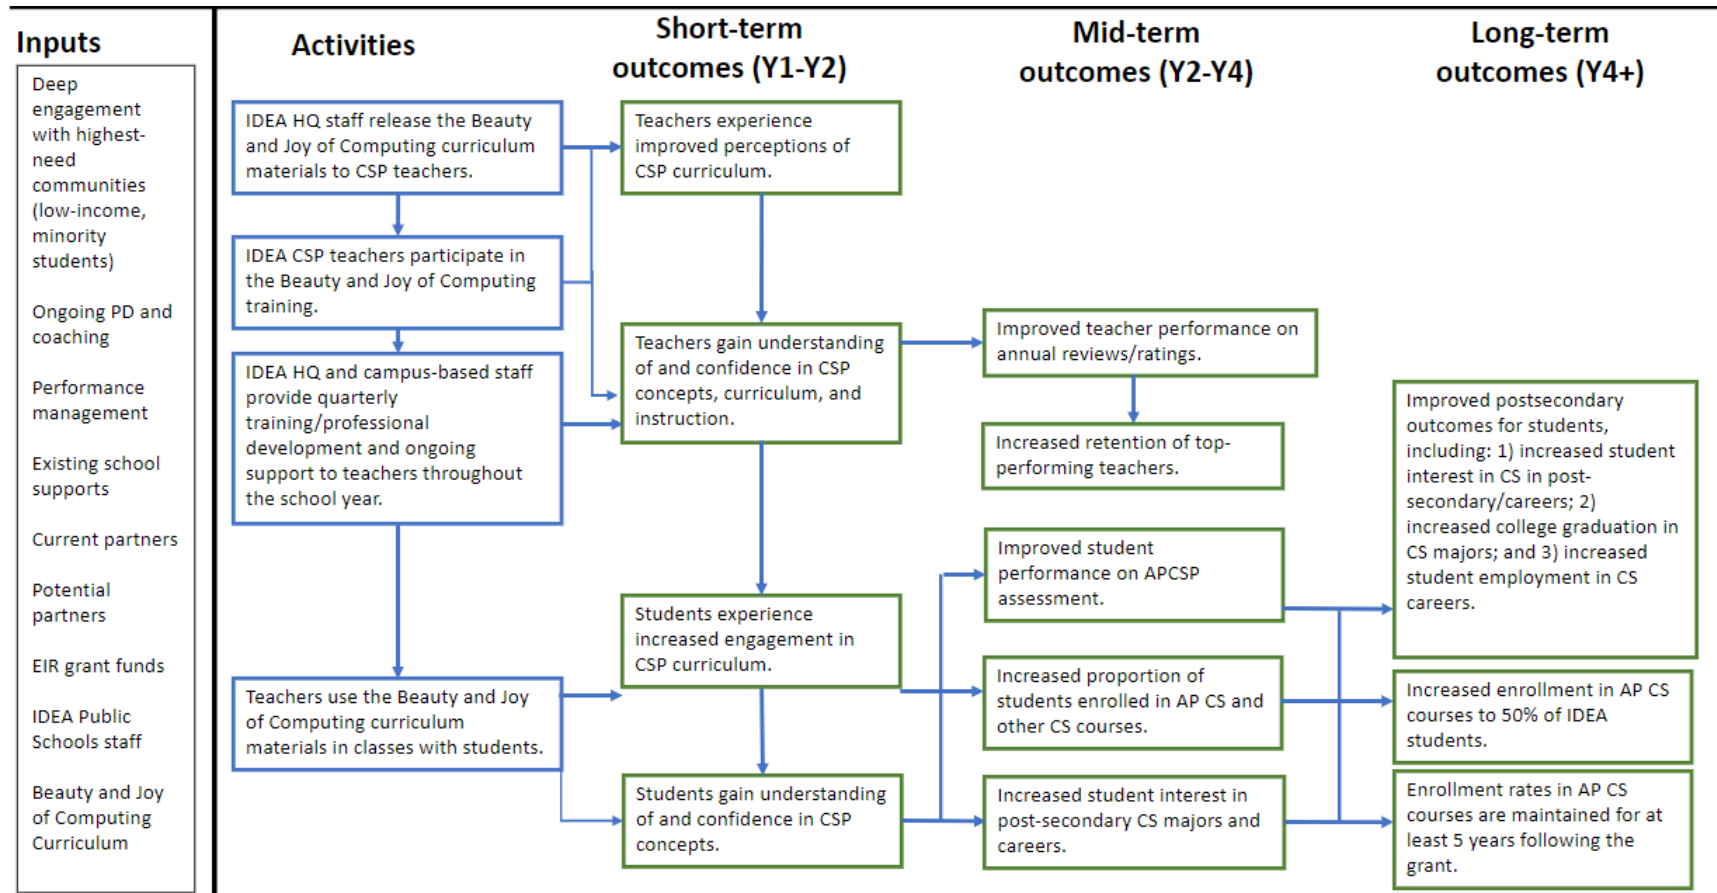 Inputs
Deep
engagement
with highest-
need
communities
(low-income,
minority
students)
Ongoing PD and
coaching
Performance
management
Existing school
supports
Current partners
Potential
partners
EIR grant funds
IDEA Public
Schools staff
Beauty and Joy
of Computing
Curriculum
Activities
IDEA HQ staff release the Beauty
and Joy of Computing curriculum
materials to CSP teachers.
IDEA CSP teachers participate in
the Beauty and Joy of Computing
training.
IDEA HQ and campus-based staff
provide quarterly
training/professional
development and ongoing
support to teachers throughout
the school year.
Teachers use the Beauty and Joy
of Computing curriculum
materials in classes with students.
Short-term
outcomes (Y1-Y2)
Teachers experience
improved perceptions of
CSP curriculum.
Teachers gain understanding
of and confidence in CSP
concepts, curriculum, and
instruction.
Students experience
increased engagement in
CSP curriculum.
Students gain understanding
of and confidence in CSP
concepts.
Mid-term
outcomes (Y2-Y4)
Improved teacher performance on
annual reviews/ratings.
Increased retention of top-
performing teachers.
Improved student
performance on APCSP
assessment.
Increased proportion of
students enrolled in AP CS and
other CS courses.
Increased student interest in
post-secondary CS majors and
careers.
Long-term
outcomes (Y4+)
Improved postsecondary
outcomes for students,
including: 1) increased student
interest in CS in post-
secondary/careers; 2)
increased college graduation in
CS majors; and 3) increased
student employment in CS
careers.
Increased enrollment in AP CS
courses to 50% of IDEA
students.
Enrollment rates in AP CS
courses are maintained for at
least 5 years following the
grant.